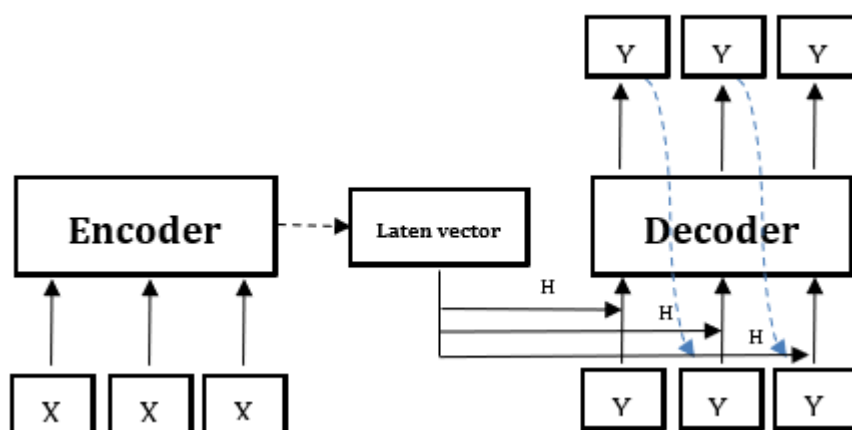 Y Y Y
Encoder
Laten vector
Decoder
H
H
H
X X X
Y Y Y